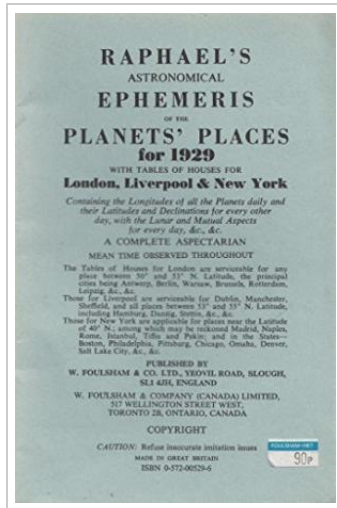 RAPHAEL'S
ASTRONOMICAL
EPHEMERIS
OF THE
PLANETS' PLACES
for 1929
WITH TABLES OF HOUSES FOR
London, Liverpool & New York
Containing the Longitudes of all the Planets daily and
their Latitudes and Declinations for every other
day, with the Lunar and Mutual Aspects
for every day, &c., &c.
A COMPLETE ASPECTARIAN
MEAN TIME OBSERVED THROUGHOUT
The Tables of Houses for London are serviceable for any
place between 50° and 53° N. Latitude, the principal
cities being Antwerp, Berlin, Warsaw, Brussels, Rotterdam,
Leipzig, &c., &c.
Those for Liverpool are serviceable for Dublin, Manchester,
Sheffield, and all places between 53° and 55° N. Latitude,
including Hamburg, Dantzig, Stettin, &c., &c.
Those for New York are applicable for places near the Latitude
of 40° N.; among which may be reckoned Madrid, Naples,
Rome, Istanbul, Tiflis and Pekin; and in the States—
Boston, Philadelphia, Pittsburg, Chicago, Omaha, Denver,
Salt Lake City, &c., &c.
PUBLISHED BY
W. FOULSHAM & CO. LTD., YEOVIL ROAD, SLOUGH,
SL1 4JH, ENGLAND
W. FOULSHAM & COMPANY (CANADA) LIMITED,
517 WELLINGTON STREET WEST,
TORONTO 2B, ONTARIO, CANADA
COPYRIGHT
CAUTION: Refuse inaccurate imitation issues
MADE IN GREAT BRITAIN
ISBN 0-572-00529-6
FOULSHAM-NET
90p